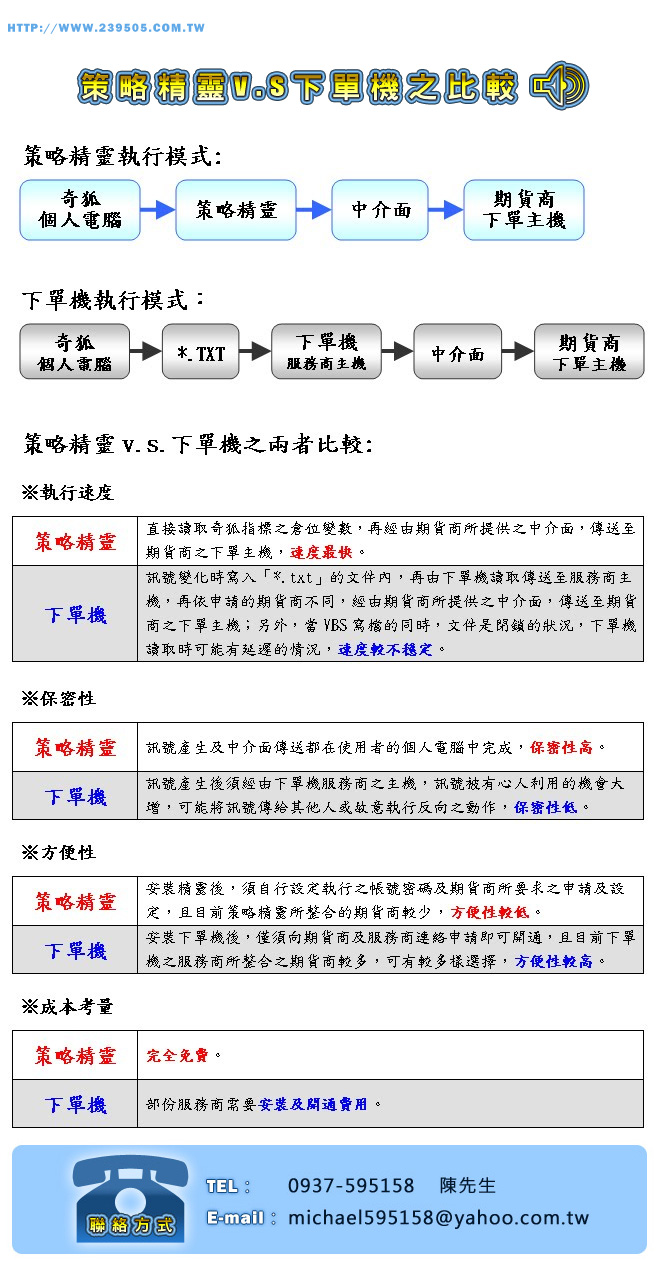 HTTP://WWW.239505.COM.TW
策略精靈V.S下單機之比較
策略精靈執行模式:
奇狐
個人電腦
策略精靈
中介面
期貨商
下單主機
下單機執行模式：
奇狐
個人電腦
*.TXT
下單機
服務商主機
中介面
期貨商
下單主機
策略精靈v.s.下單機之兩者比較:
※執行速度
策略精靈
直接讀取奇狐指標之倉位變數，再經由期貨商所提供之中介面，傳送至
期貨商之下單主機，速度最快。
下單機
訊號變化時寫入「*.txt」的文件內，再由下單機讀取傳送至服務商主
機，再依申請的期貨商不同，經由期貨商所提供之中介面，傳送至期貨
商之下單主機；另外，當VBS寫檔的同時，文件是閉鎖的狀況，下單機
讀取時可能有延遲的情況，速度較不穩定。
※保密性
策略精靈
訊號產生及中介面傳送都在使用者的個人電腦中完成，保密性高。
下單機
訊號產生後須經由下單機服務商之主機，訊號被有心人利用的機會大
增，可能將訊號傳給其他人或故意執行反向之動作，保密性低。
※方便性
策略精靈
安裝精靈後，須自行設定執行之帳號密碼及期貨商所要求之申請及設
定，且目前策略精靈所整合的期貨商較少，方便性較低。
下單機
安裝下單機後，僅須向期貨商及服務商連絡申請即可開通，且目前下單
機之服務商所整合之期貨商較多，可有較多樣選擇，方便性較高。
※成本考量
策略精靈
完全免費。
下單機
部份服務商需要安裝及開通費用。
聯絡方式
TEL： 0937-595158 陳先生
E-mail： michael595158@yahoo.com.tw